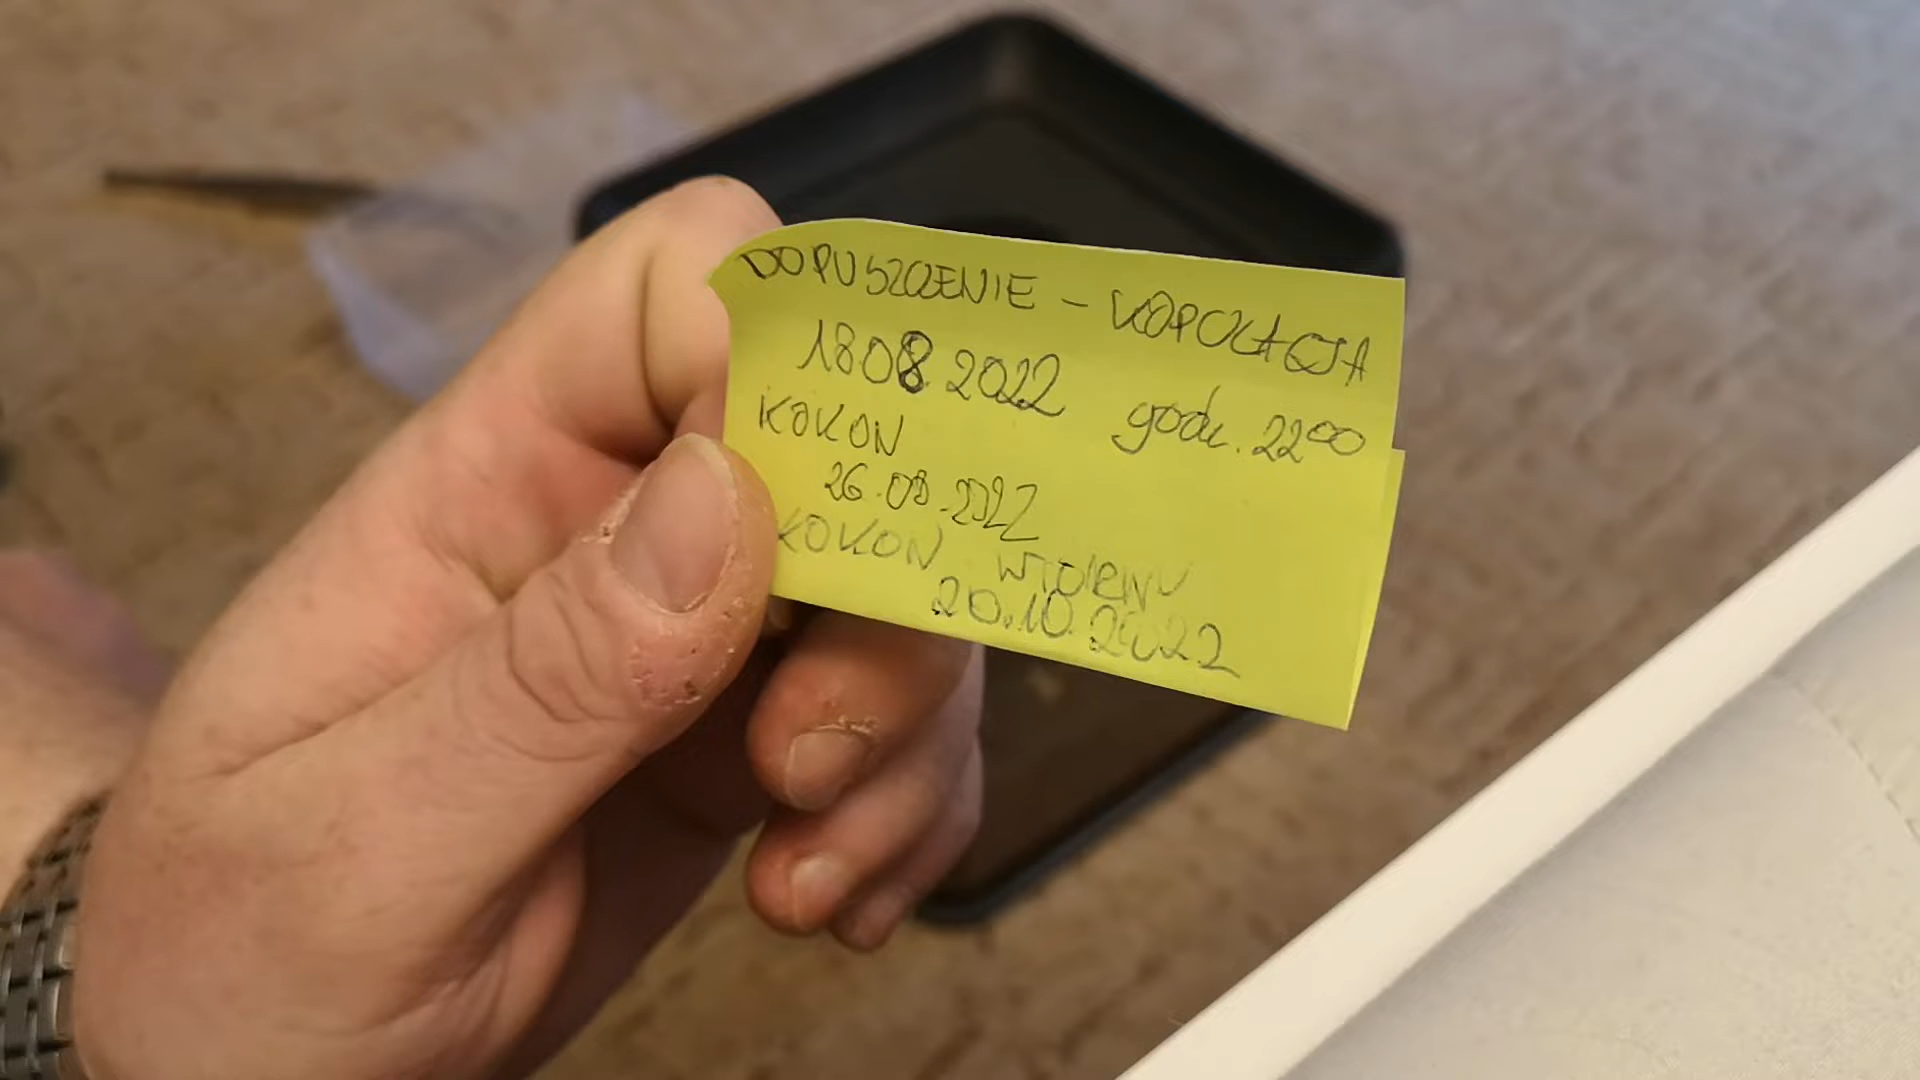 DOPUSZCZENIE - KOPULACJA
18 08 2022 godz. 22⁰⁰
KOKON
26.08.2022
KOKON WTÓRNY
20.10.2022